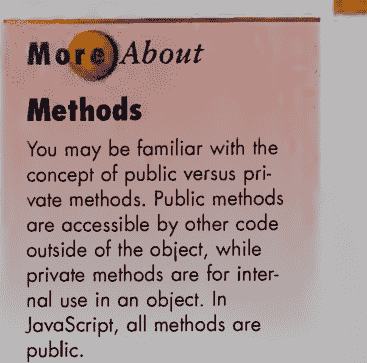 More About
Methods
You may be familiar with the
concept of public versus pri-
vate methods. Public methods
are accessible by other code
outside of the object, while
private methods are for inter-
nal use in an object. In
JavaScript, all methods are
public.